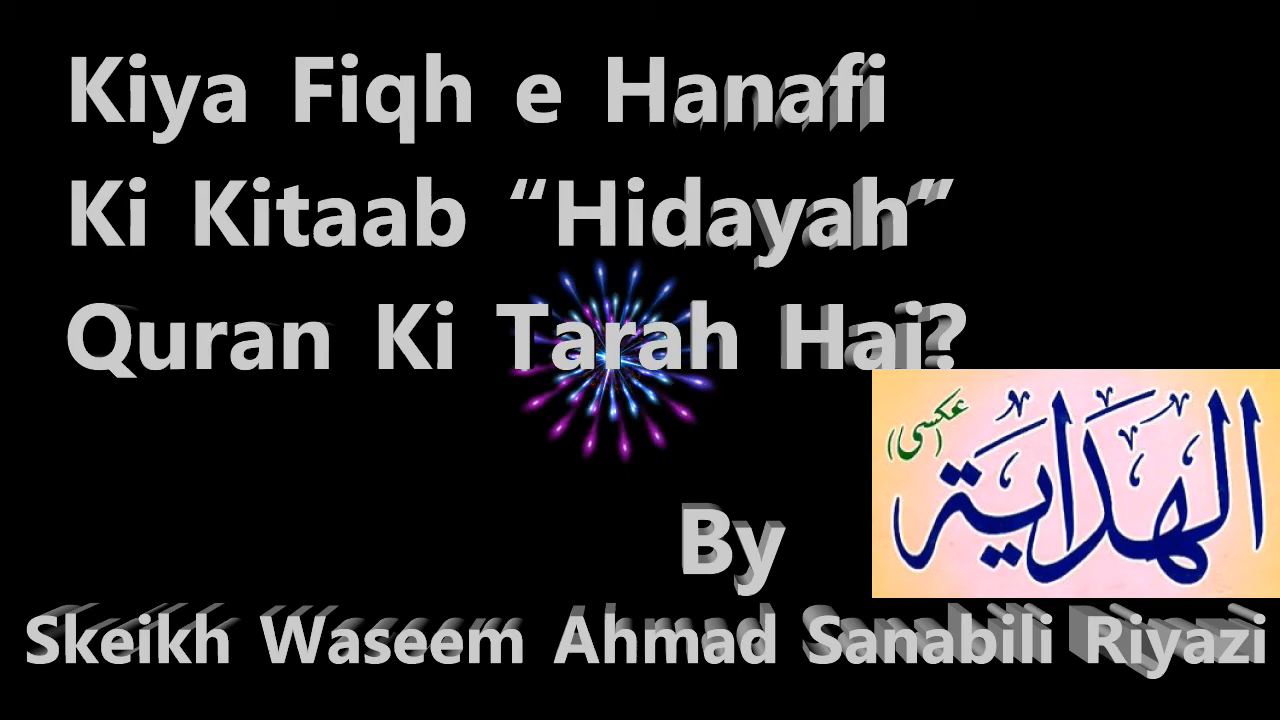 Kiya Fiqh e Hanafi
Ki Kitaab “Hidayah”
Quran Ki Tarah Hai?
الهداية
(عکسی)
By
Skeikh Waseem Ahmad Sanabili Riyazi